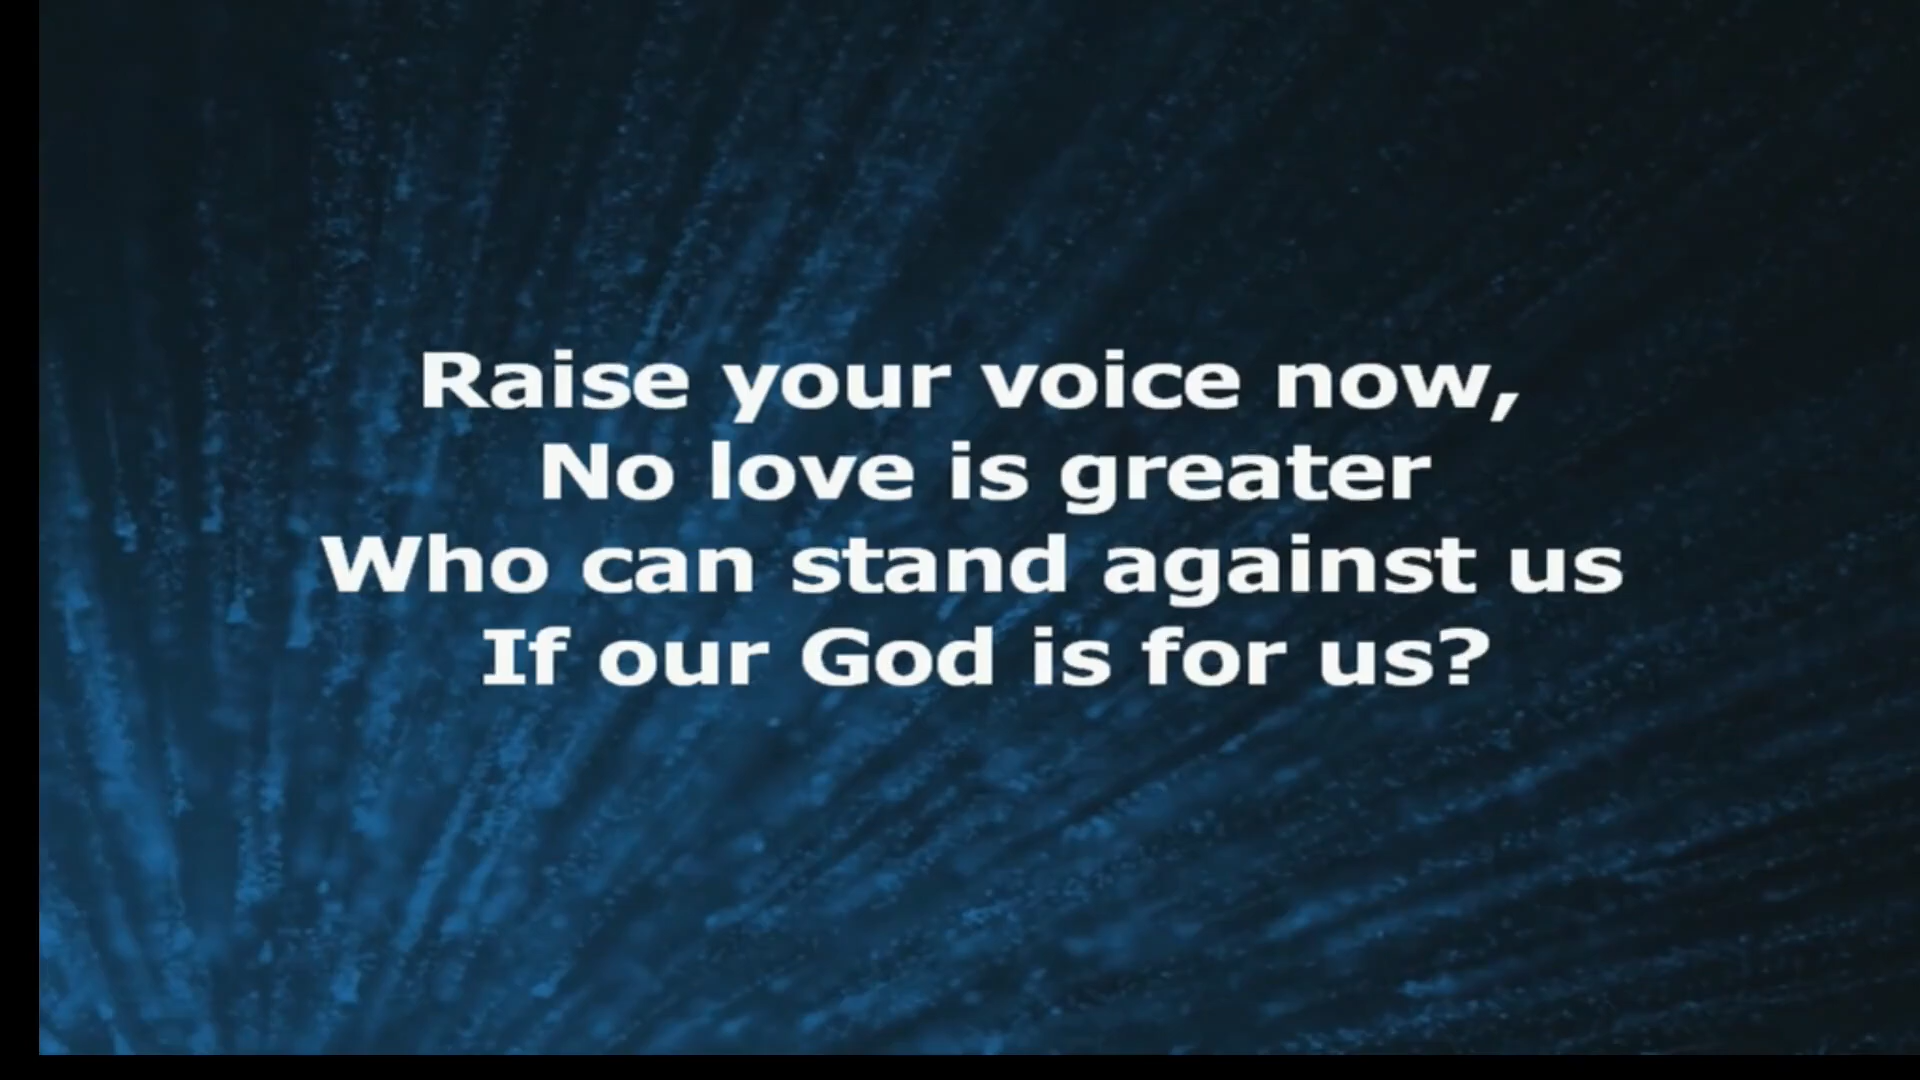 Raise your voice now,
No love is greater
Who can stand against us
If our God is for us?